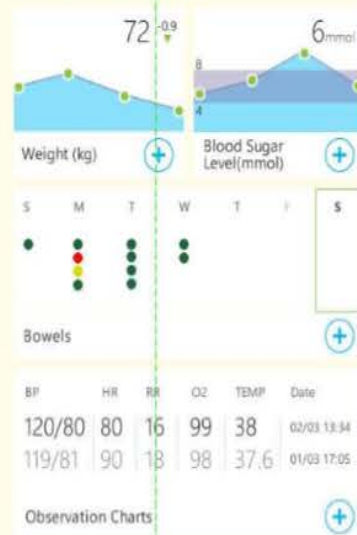 72 -0.9
6mmol
8
4
Weight (kg)
Blood Sugar
Level(mmol)
S M T W T F S
Bowels
BP HR RR O2 TEMP Date
120/80 80 16 99 38 02/03 13:34
119/81 90 18 98 37.6 01/03 17:05
Observation Charts